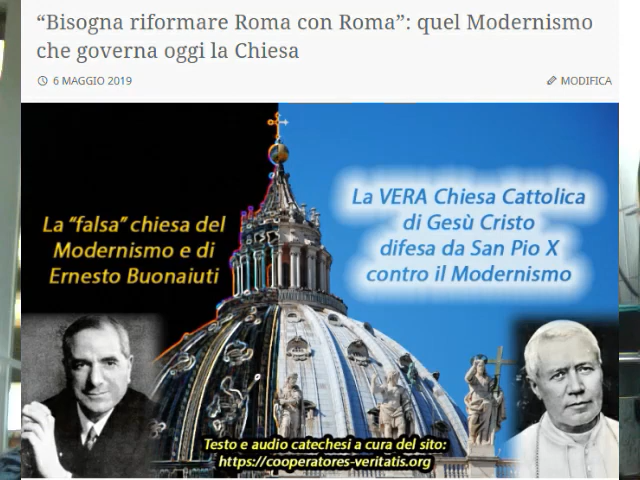 “Bisogna riformare Roma con Roma”: quel Modernismo
che governa oggi la Chiesa
6 MAGGIO 2019
MODIFICA
La “falsa” chiesa del
Modernismo e di
Ernesto Buonaiuti
La VERA Chiesa Cattolica
di Gesù Cristo
difesa da San Pio X
contro il Modernismo
Testo e audio catechesi a cura del sito:
https://cooperatores-veritatis.org